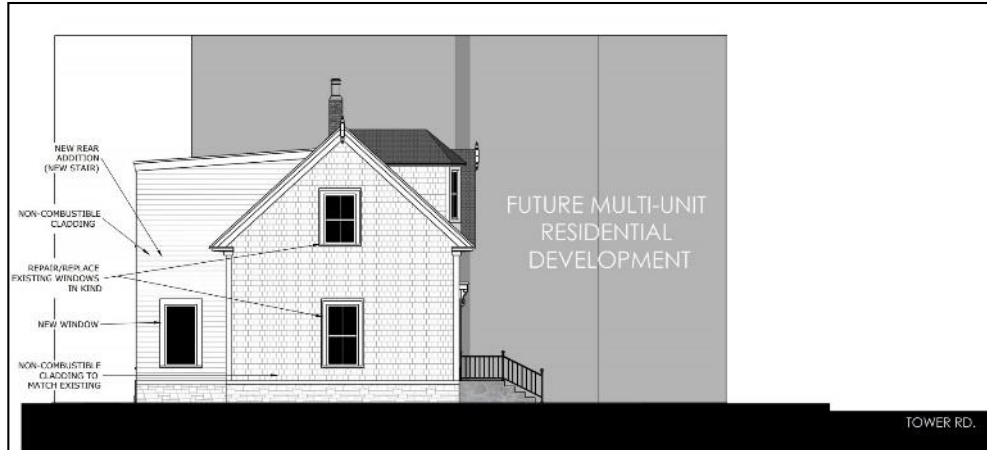 NEW REAR
ADDITION
(NEW STAIR)
NON-COMBUSTIBLE
CLADDING
REPAIR/REPLACE
EXISTING WINDOWS
IN KIND
NEW WINDOW
NON-COMBUSTIBLE
CLADDING TO
MATCH EXISTING
FUTURE MULTI-UNIT
RESIDENTIAL
DEVELOPMENT
TOWER RD.